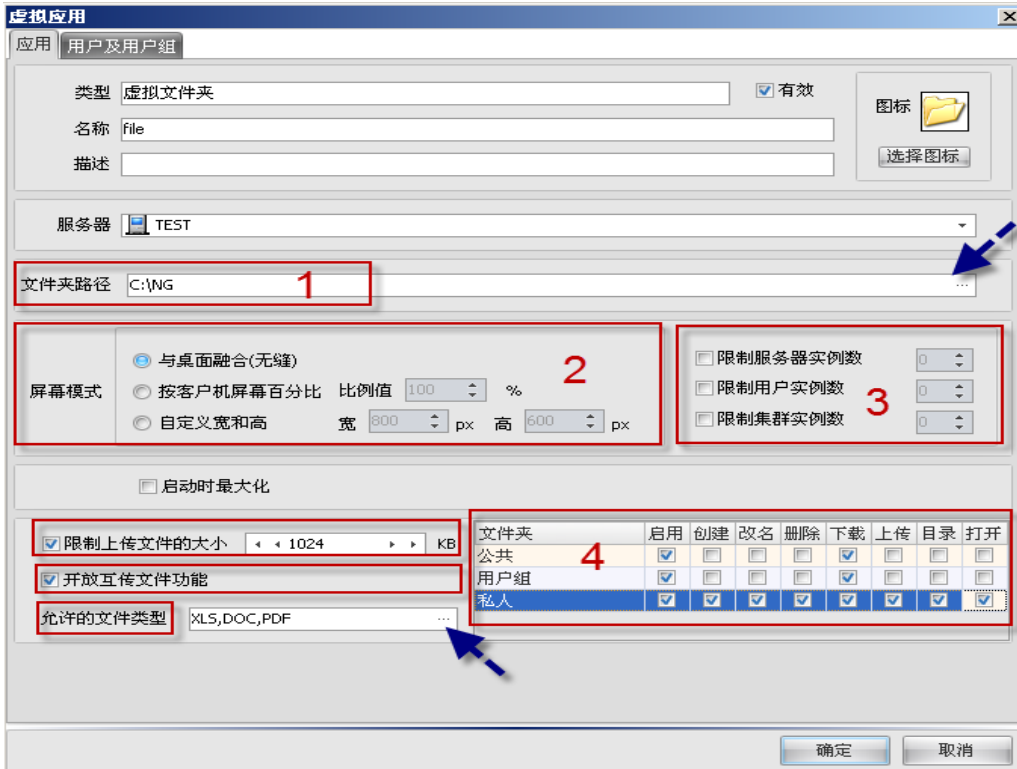 虚拟应用
应用 用户及用户组
类型 虚拟文件夹 有效
名称 file
描述
图标
选择图标
服务器 TEST
文件夹路径 C:\NG ... 1
屏幕模式
与桌面融合(无缝)
按客户机屏幕百分比 比例值 100 %
自定义宽和高 宽 800 px 高 600 px
2
限制服务器实例数 0
限制用户实例数 0
限制集群实例数 0
3
启动时最大化
限制上传文件的大小 1024 KB
开放互传文件功能
允许的文件类型 XLS,DOC,PDF ...
文件夹 启用 创建 改名 册除 下载 上传 目录 打开
公共
用户组
私人
4
确定 取消